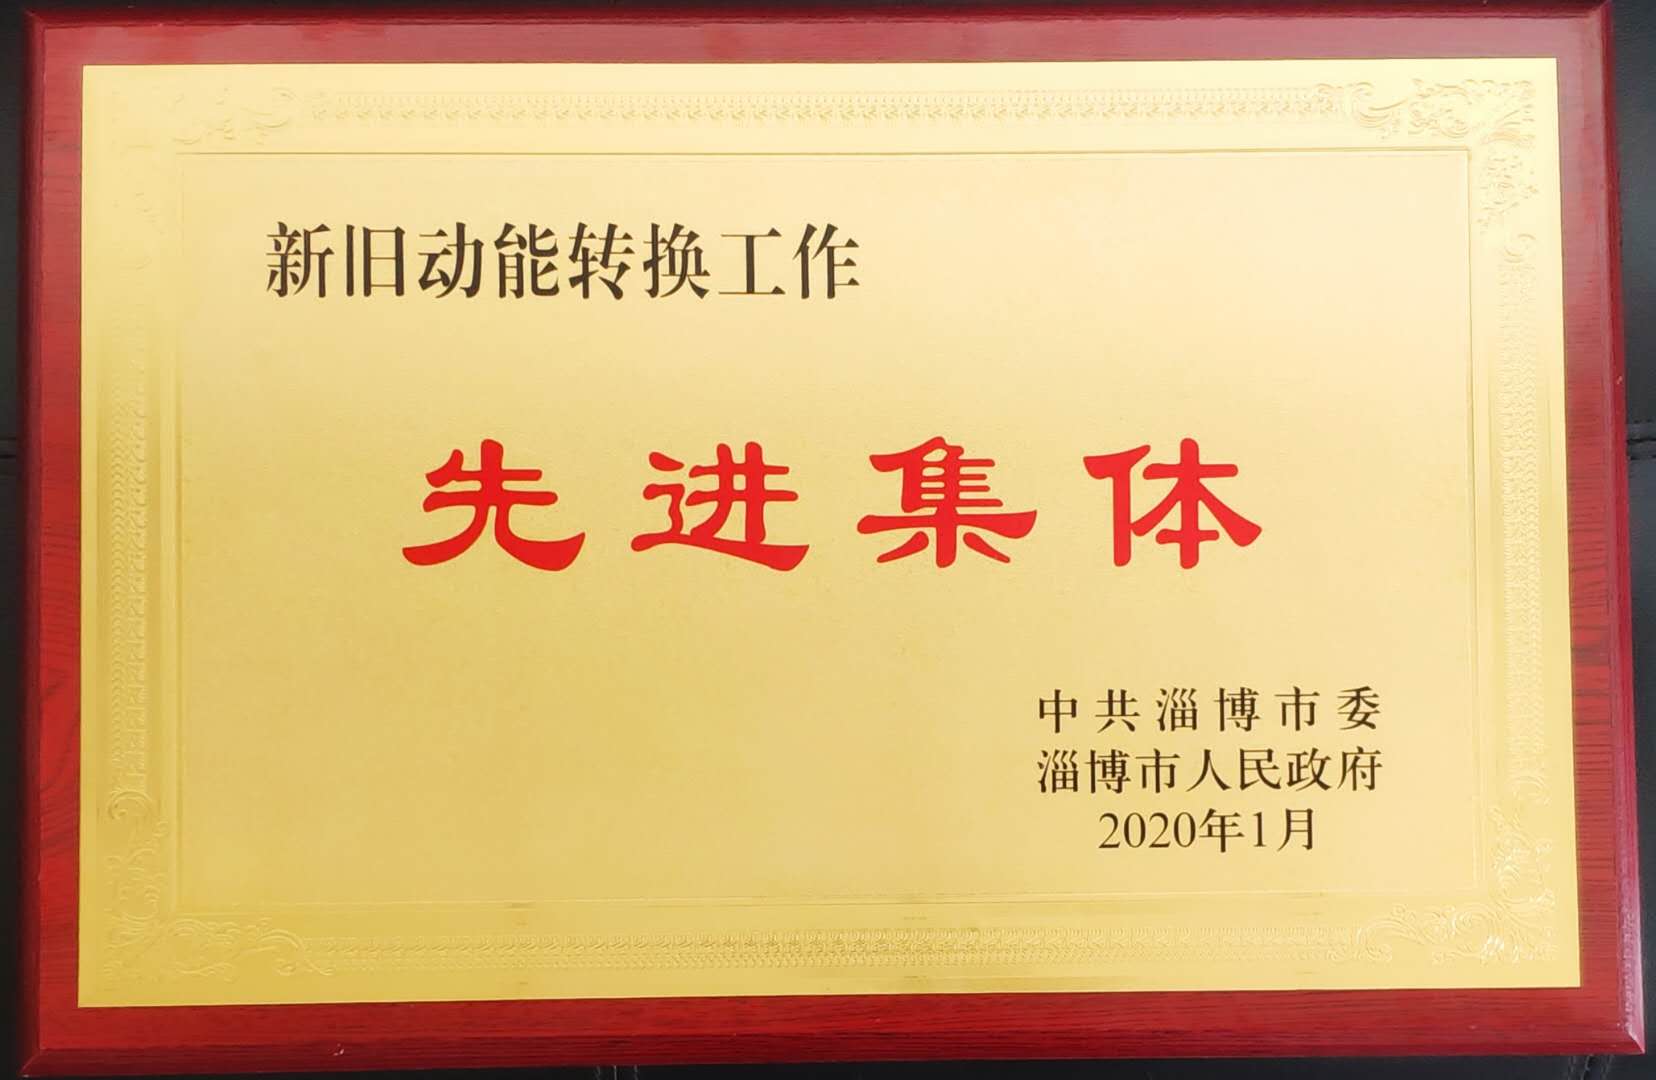 新旧动能转换工作
先进集体
中共淄博市委
淄博市人民政府
2020年1月